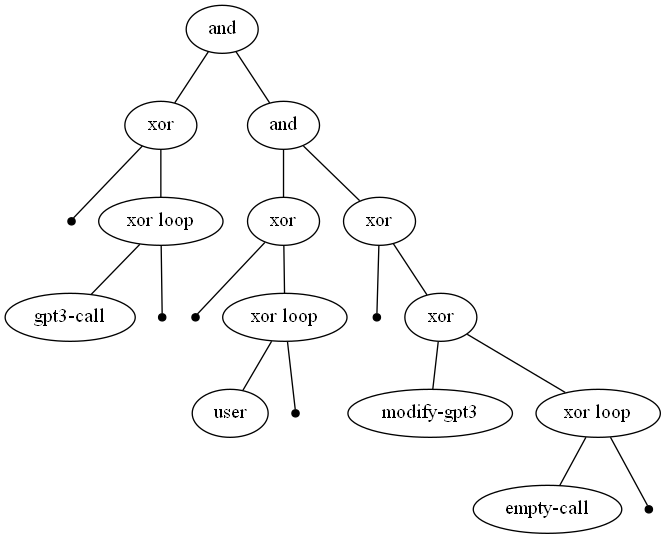 and
xor
and
xor loop
xor
xor
gpt3-call
xor loop
xor
user
modify-gpt3
xor loop
empty-call